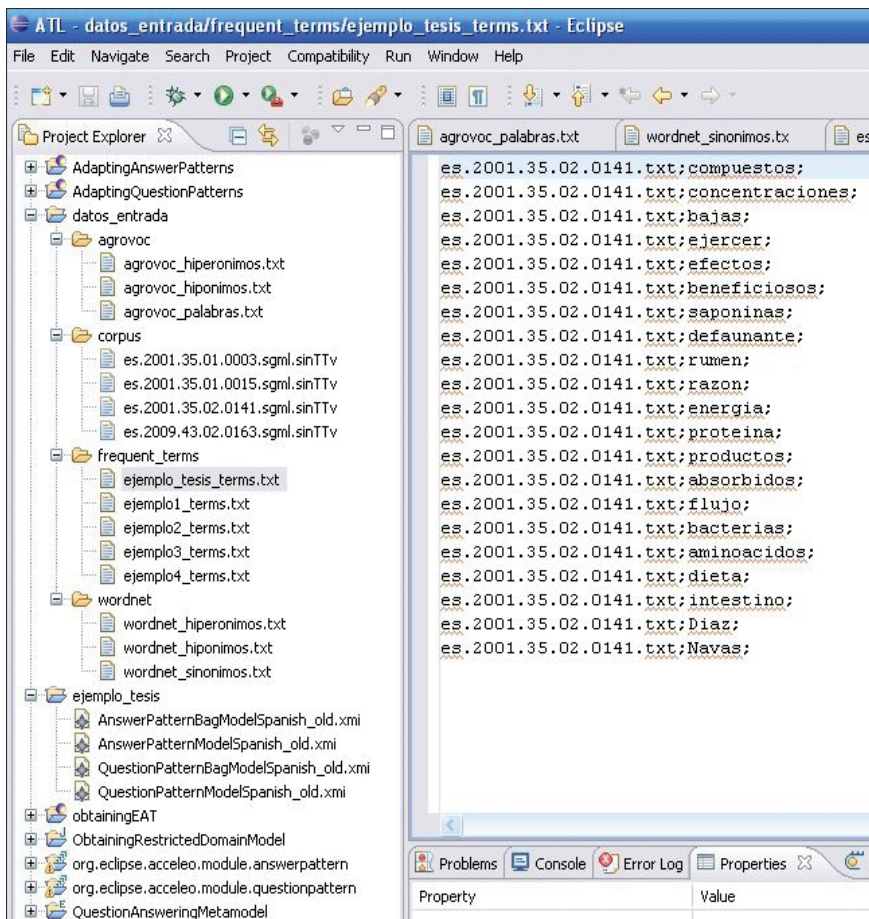 ATL - datos_entrada/frequent_terms/ejemplo_tesis_terms.txt - Eclipse
File Edit Navigate Search Project Compatibility Run Window Help
Project Explorer
AdaptingAnswerPatterns
AdaptingQuestionPatterns
datos_entrada
agrovoc
agrovoc_hiperonimos.txt
agrovoc_hiponimos.txt
agrovoc_palabras.txt
corpus
es.2001.35.01.0003.sgml.sinTTv
es.2001.35.01.0015.sgml.sinTTv
es.2001.35.02.0141.sgml.sinTTv
es.2009.43.02.0163.sgml.sinTTv
frequent_terms
ejemplo_tesis_terms.txt
ejemplo1_terms.txt
ejemplo2_terms.txt
ejemplo3_terms.txt
ejemplo4_terms.txt
wordnet
wordnet_hiperonimos.txt
wordnet_hiponimos.txt
wordnet_sinonimos.txt
ejemplo_tesis
AnswerPatternBagModelSpanish_old.xmi
AnswerPatternModelSpanish_old.xmi
QuestionPatternBagModelSpanish_old.xmi
QuestionPatternModelSpanish_old.xmi
obtainingEAT
ObtainingRestrictedDomainModel
org.eclipse.acceleo.module.answerpattern
org.eclipse.acceleo.module.questionpattern
QuestionAnsweringMetamodel
agrovoc_palabras.txt wordnet_sinonimos.tx es
es.2001.35.02.0141.txt;compuestos;
es.2001.35.02.0141.txt;concentraciones;
es.2001.35.02.0141.txt;bajas;
es.2001.35.02.0141.txt;ejercer;
es.2001.35.02.0141.txt;efectos;
es.2001.35.02.0141.txt;beneficiosos;
es.2001.35.02.0141.txt;saponinas;
es.2001.35.02.0141.txt;defaunante;
es.2001.35.02.0141.txt;rumen;
es.2001.35.02.0141.txt;razon;
es.2001.35.02.0141.txt;energia;
es.2001.35.02.0141.txt;proteina;
es.2001.35.02.0141.txt;productos;
es.2001.35.02.0141.txt;absorbidos;
es.2001.35.02.0141.txt;flujo;
es.2001.35.02.0141.txt;bacterias;
es.2001.35.02.0141.txt;aminoacidos;
es.2001.35.02.0141.txt;dieta;
es.2001.35.02.0141.txt;intestino;
es.2001.35.02.0141.txt;Diaz;
es.2001.35.02.0141.txt;Navas;
Problems Console Error Log Properties
Property Value